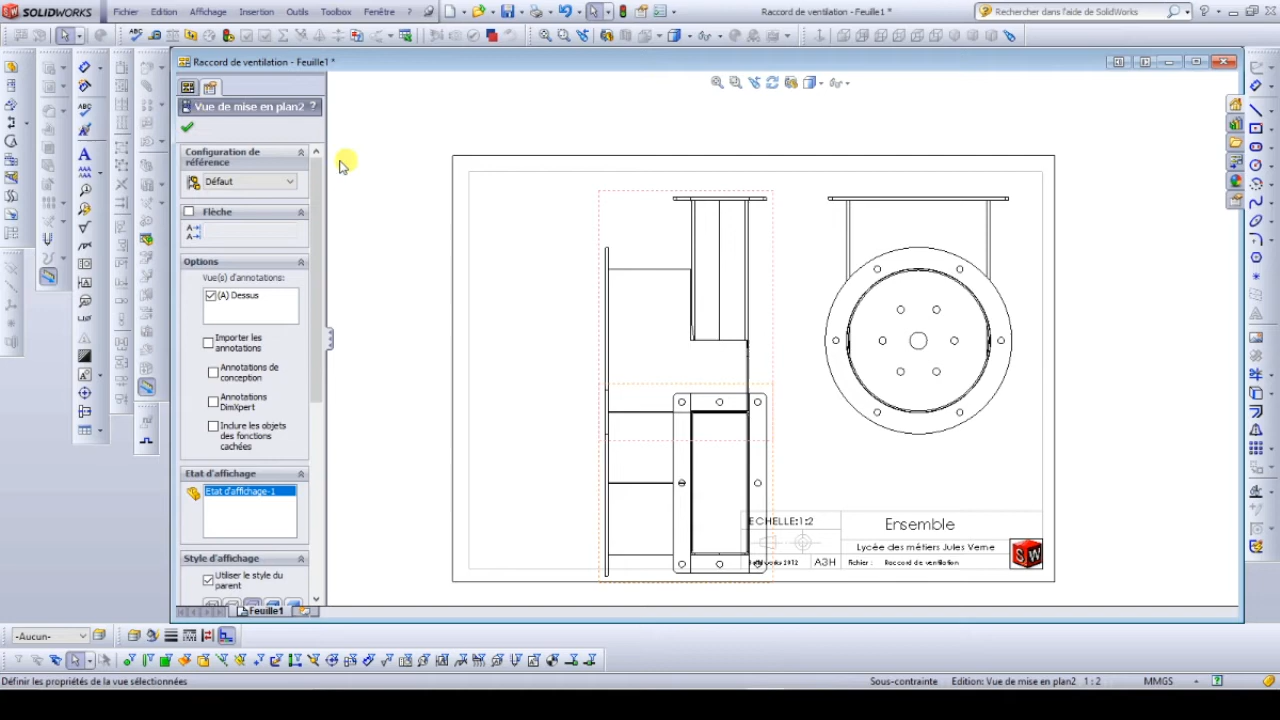 SOLIDWORKS Fichier Edition Affichage Insertion Outils Toolbox Fenêtre ? Raccord de ventilation - Feuille1 * Rechercher dans l'aide de SolidWorks ?
Raccord de ventilation - Feuille1 *
Vue de mise en plan2 ?
Configuration de
référence
Défaut
Flèche
Options
Vue(s) d'annotations:
(A) Dessus
Importer les
annotations
Annotations de
conception
Annotations
DimXpert
Inclure les objets
des fonctions
cachées
Etat d'affichage
Etat d'affichage-1
Style d'affichage
Utiliser le style du
parent
ECHELLE:1:2
Ensemble
Lycée des métiers Jules Verne
A3H
Fichier : Raccord de ventilation
SW
Feuille1
-Aucun-
Définir les propriétés de la vue sélectionnées
Sous-contrainte Edition: Vue de mise en plan2 1 : 2 MMGS